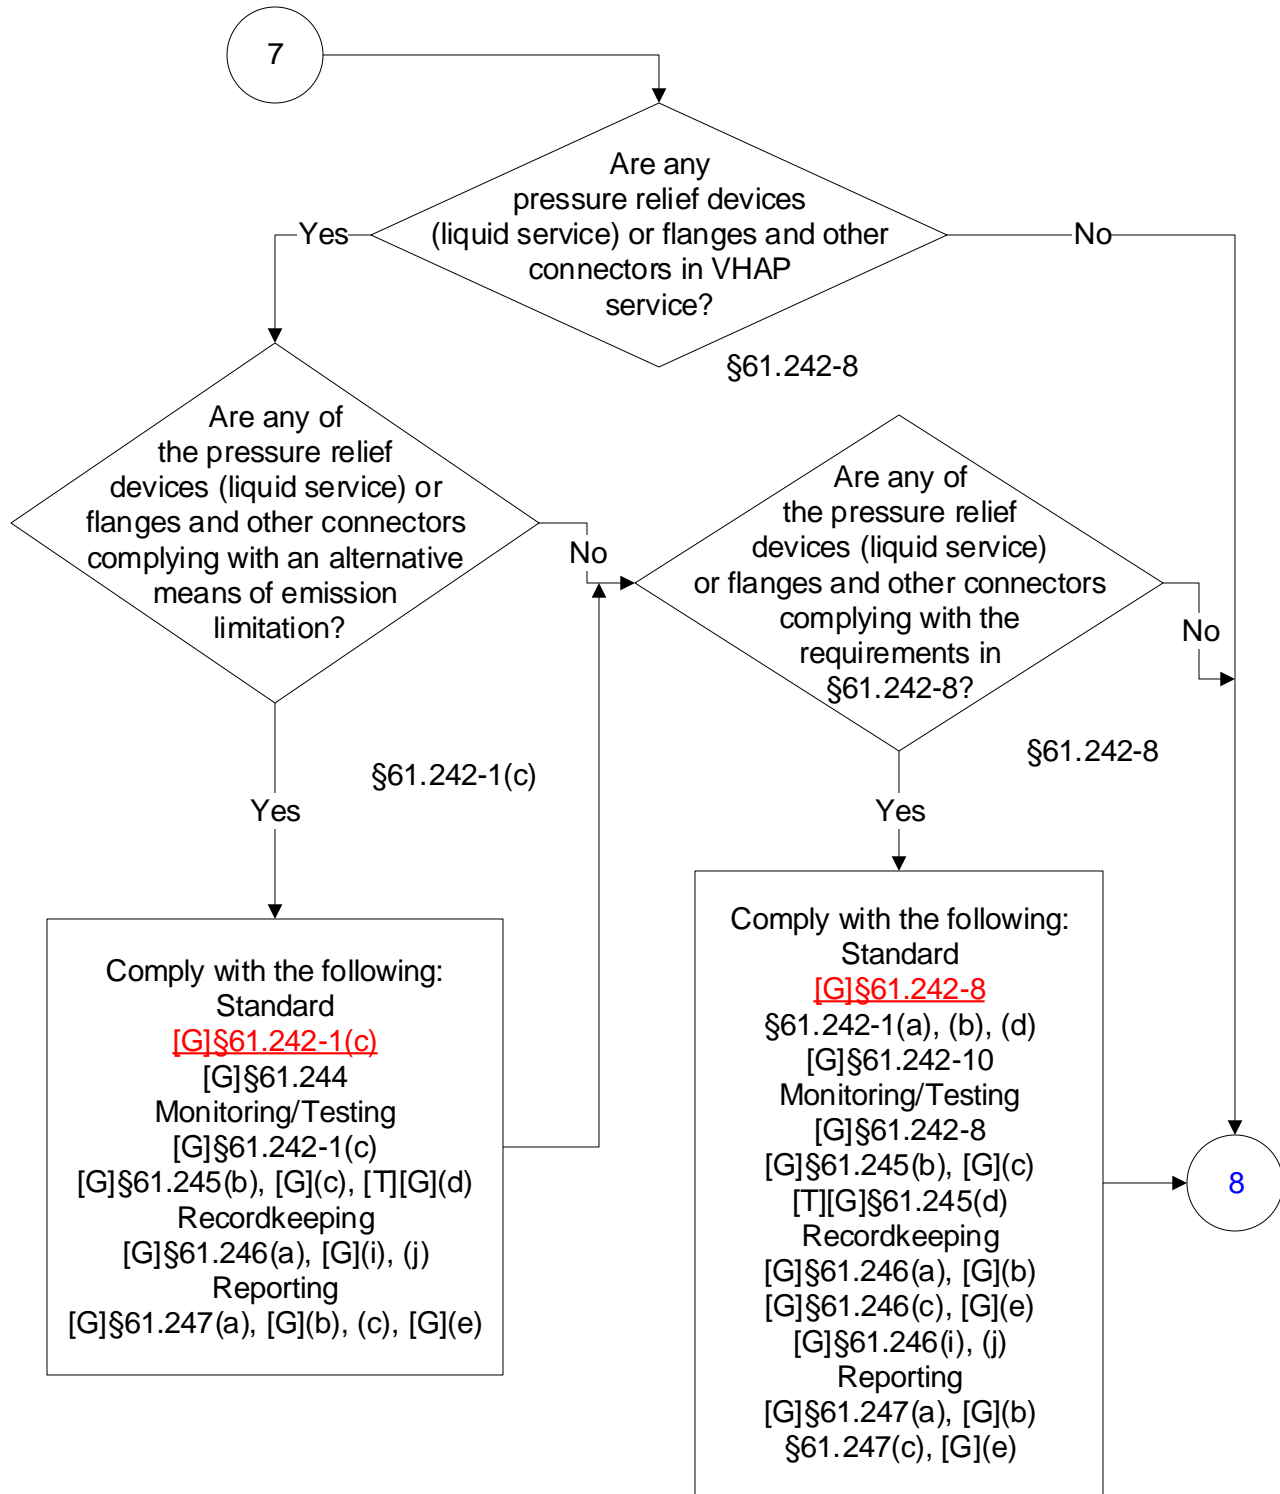 7
Are any
pressure relief devices
(liquid service) or flanges and other
connectors in VHAP
service?
Yes
No
§61.242-8
Are any of
the pressure relief
devices (liquid service) or
flanges and other connectors
complying with an alternative
means of emission
limitation?
No
§61.242-1(c)
Yes
Are any of
the pressure relief
devices (liquid service)
or flanges and other connectors
complying with the
requirements in
§61.242-8?
No
§61.242-8
Yes
Comply with the following:
Standard
[G]§61.242-1(c)
[G]§61.244
Monitoring/Testing
[G]§61.242-1(c)
[G]§61.245(b), [G](c), [T][G](d)
Recordkeeping
[G]§61.246(a), [G](i), (j)
Reporting
[G]§61.247(a), [G](b), (c), [G](e)
Comply with the following:
Standard
[G]§61.242-8
§61.242-1(a), (b), (d)
[G]§61.242-10
Monitoring/Testing
[G]§61.242-8
[G]§61.245(b), [G](c)
[T][G]§61.245(d)
Recordkeeping
[G]§61.246(a), [G](b)
[G]§61.246(c), [G](e)
[G]§61.246(i), (j)
Reporting
[G]§61.247(a), [G](b)
§61.247(c), [G](e)
8